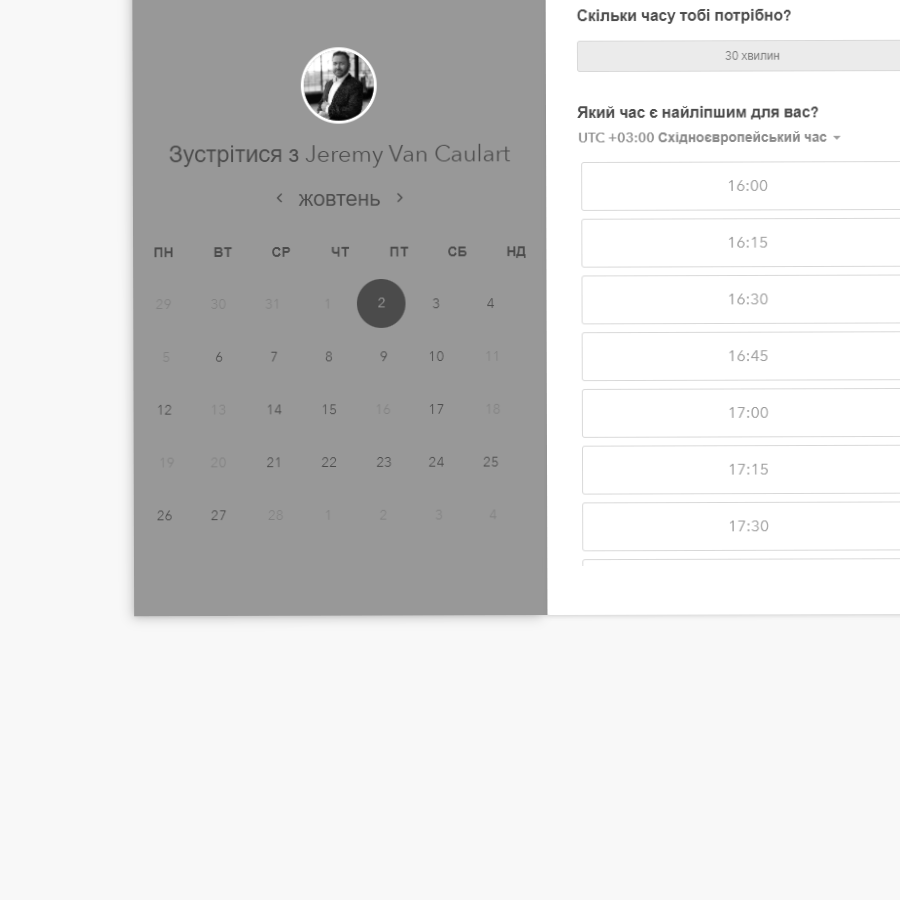 Зустрітися з Jeremy Van Caulart
< жовтень >
ПН ВТ СР ЧТ ПТ СБ НД
29 30 31 1 2 3 4
5 6 7 8 9 10 11
12 13 14 15 16 17 18
19 20 21 22 23 24 25
26 27 28 1 2 3 4
Скільки часу тобі потрібно?
30 хвилин
Який час є найліпшим для вас?
UTC +03:00 Східноєвропейський час
16:00
16:15
16:30
16:45
17:00
17:15
17:30